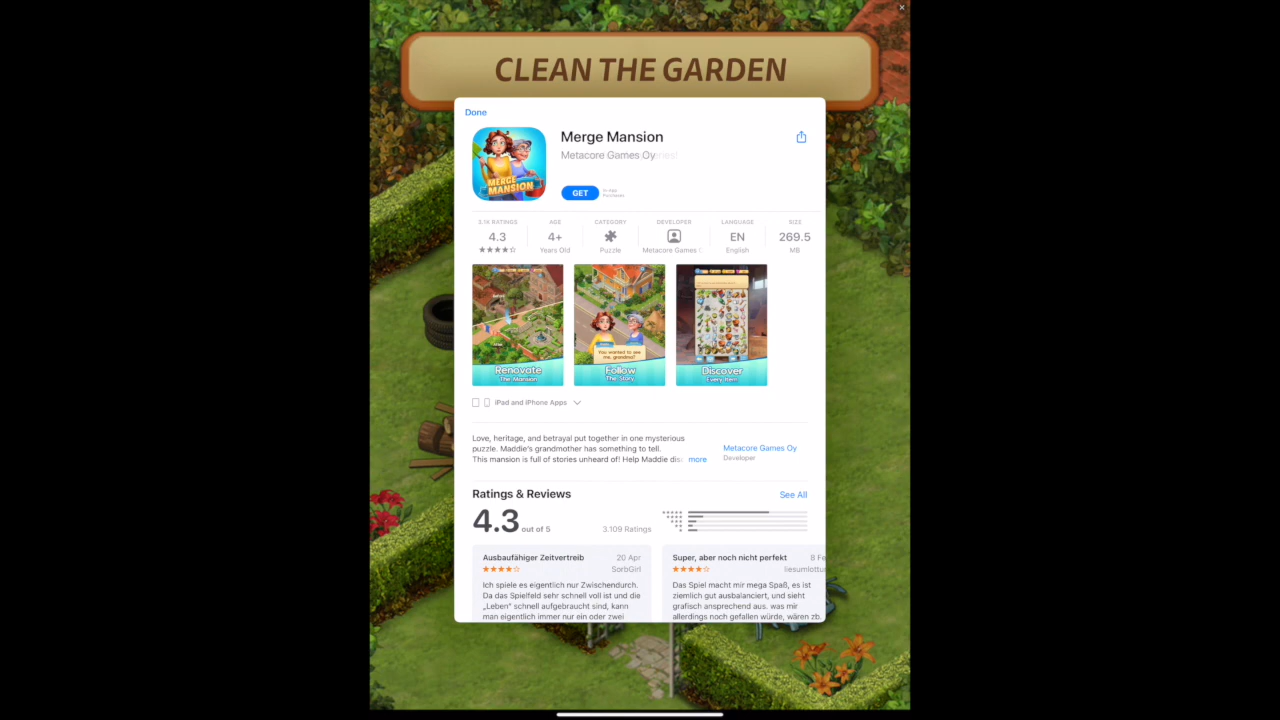 CLEAN THE GARDEN
Done
Merge Mansion
Metacore Games Oy
GET
In-App
Purchases
3.1K RATINGS
AGE
CATEGORY
DEVELOPER
LANGUAGE
SIZE
4.3
4+
EN
269.5
Years Old
Puzzle
Metacore Games
English
MB
MERGE
MANSION
Renovate
The Mansion
You wanted to see
me, grandma?
Follow
The Story
Discover
Every Item
iPad and iPhone Apps
Love, heritage, and betrayal put together in one mysterious
puzzle. Maddie's grandmother has something to tell.
This mansion is full of stories unheard of! Help Maddie dis more
Metacore Games Oy
Developer
Ratings & Reviews
See All
4.3 out of 5
3.109 Ratings
Ausbaufähiger Zeitvertreib
20 Apr
SorbGirl
Ich spiele es eigentlich nur Zwischendurch.
Da das Spielfeld sehr schnell voll ist und die
„Leben" schnell aufgebraucht sind, kann
man eigentlich immer nur ein oder zwei
Super, aber noch nicht perfekt
8 Fe
liesumlottu
Das Spiel macht mir mega Spaß, es ist
ziemlich gut ausbalanciert, und sieht
grafisch ansprechend aus. was mir
allerdings noch gefallen würde, wären zb.